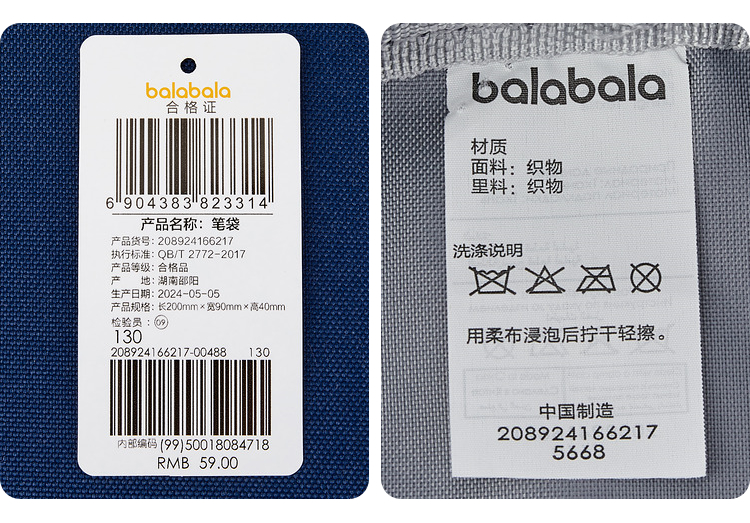 balabala
合格证
6 904383 823314
产品名称: 笔袋
产品货号: 208924166217
执行标准: QB/T 2772-2017
产品等级: 合格品
产 地: 湖南邵阳
生产日期: 2024-05-05
产品规格: 长200mm×宽90mm×高40mm
检验员: 09
130
208924166217-00488 130
内部编码 (99)50018084718
RMB 59.00
balabala
材质
面料: 织物
里料: 织物
洗涤说明
用柔布浸泡后拧干轻擦。
中国制造
208924166217
5668